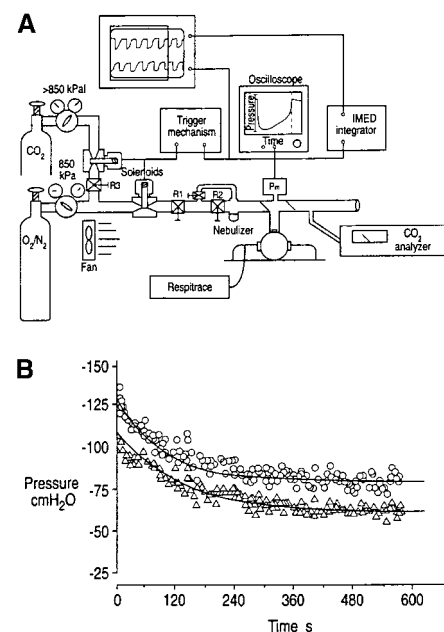 A
>850 kPal
Oscilloscope
Pressure
Time
Trigger
mechanism
IMED
integrator
CO₂
850
kPa
Solenoids
R3
Pm
R1
R2
O₂/N₂
Fan
Nebulizer
CO₂
analyzer
Respitrace
B
-150
-125
-100
-75
-50
-25
Pressure
cmH₂O
0
120
240
360
480
600
Time s